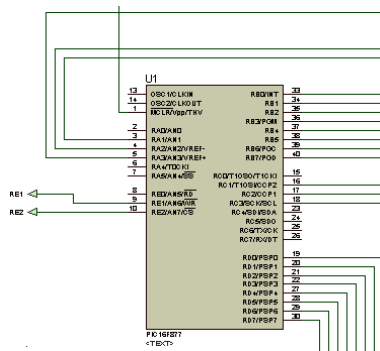 U1
13 OSC1/CLKIN RB0/INT 33
14 OSC2/CLKOUT RB1 34
1 MCLR/Vpp/THV RB2 35
RB3/PGM 36
2 RA0/AN0 RB4 37
3 RA1/AN1 RB5 38
4 RA2/AN2/VREF- RB6/PGC 39
5 RA3/AN3/VREF+ RB7/PGD 40
6 RA4/T0CKI
7 RA5/AN4/SS RC0/T1OSO/T1CKI 15
RC1/T1OSI/CCP2 16
8 RE0/AN5/RD RC2/CCP1 17
RE1 9 RE1/AN6/WR RC3/SCK/SCL 18
RE2 10 RE2/AN7/CS RC4/SDI/SDA 23
RC5/SDO 24
RC6/TX/CK 25
RC7/RX/DT 26
RD0/PSP0 19
RD1/PSP1 20
RD2/PSP2 21
RD3/PSP3 22
RD4/PSP4 27
RD5/PSP5 28
RD6/PSP6 29
RD7/PSP7 30
PIC16F877
<TEXT>